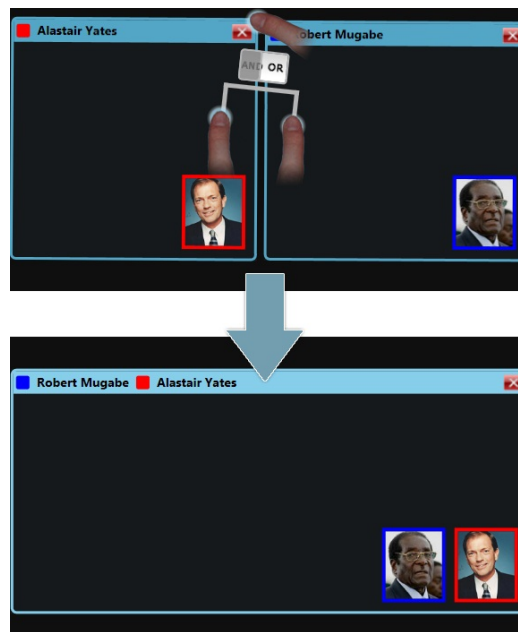 Alastair Yates
obert Mugabe
AND OR
Robert Mugabe Alastair Yates